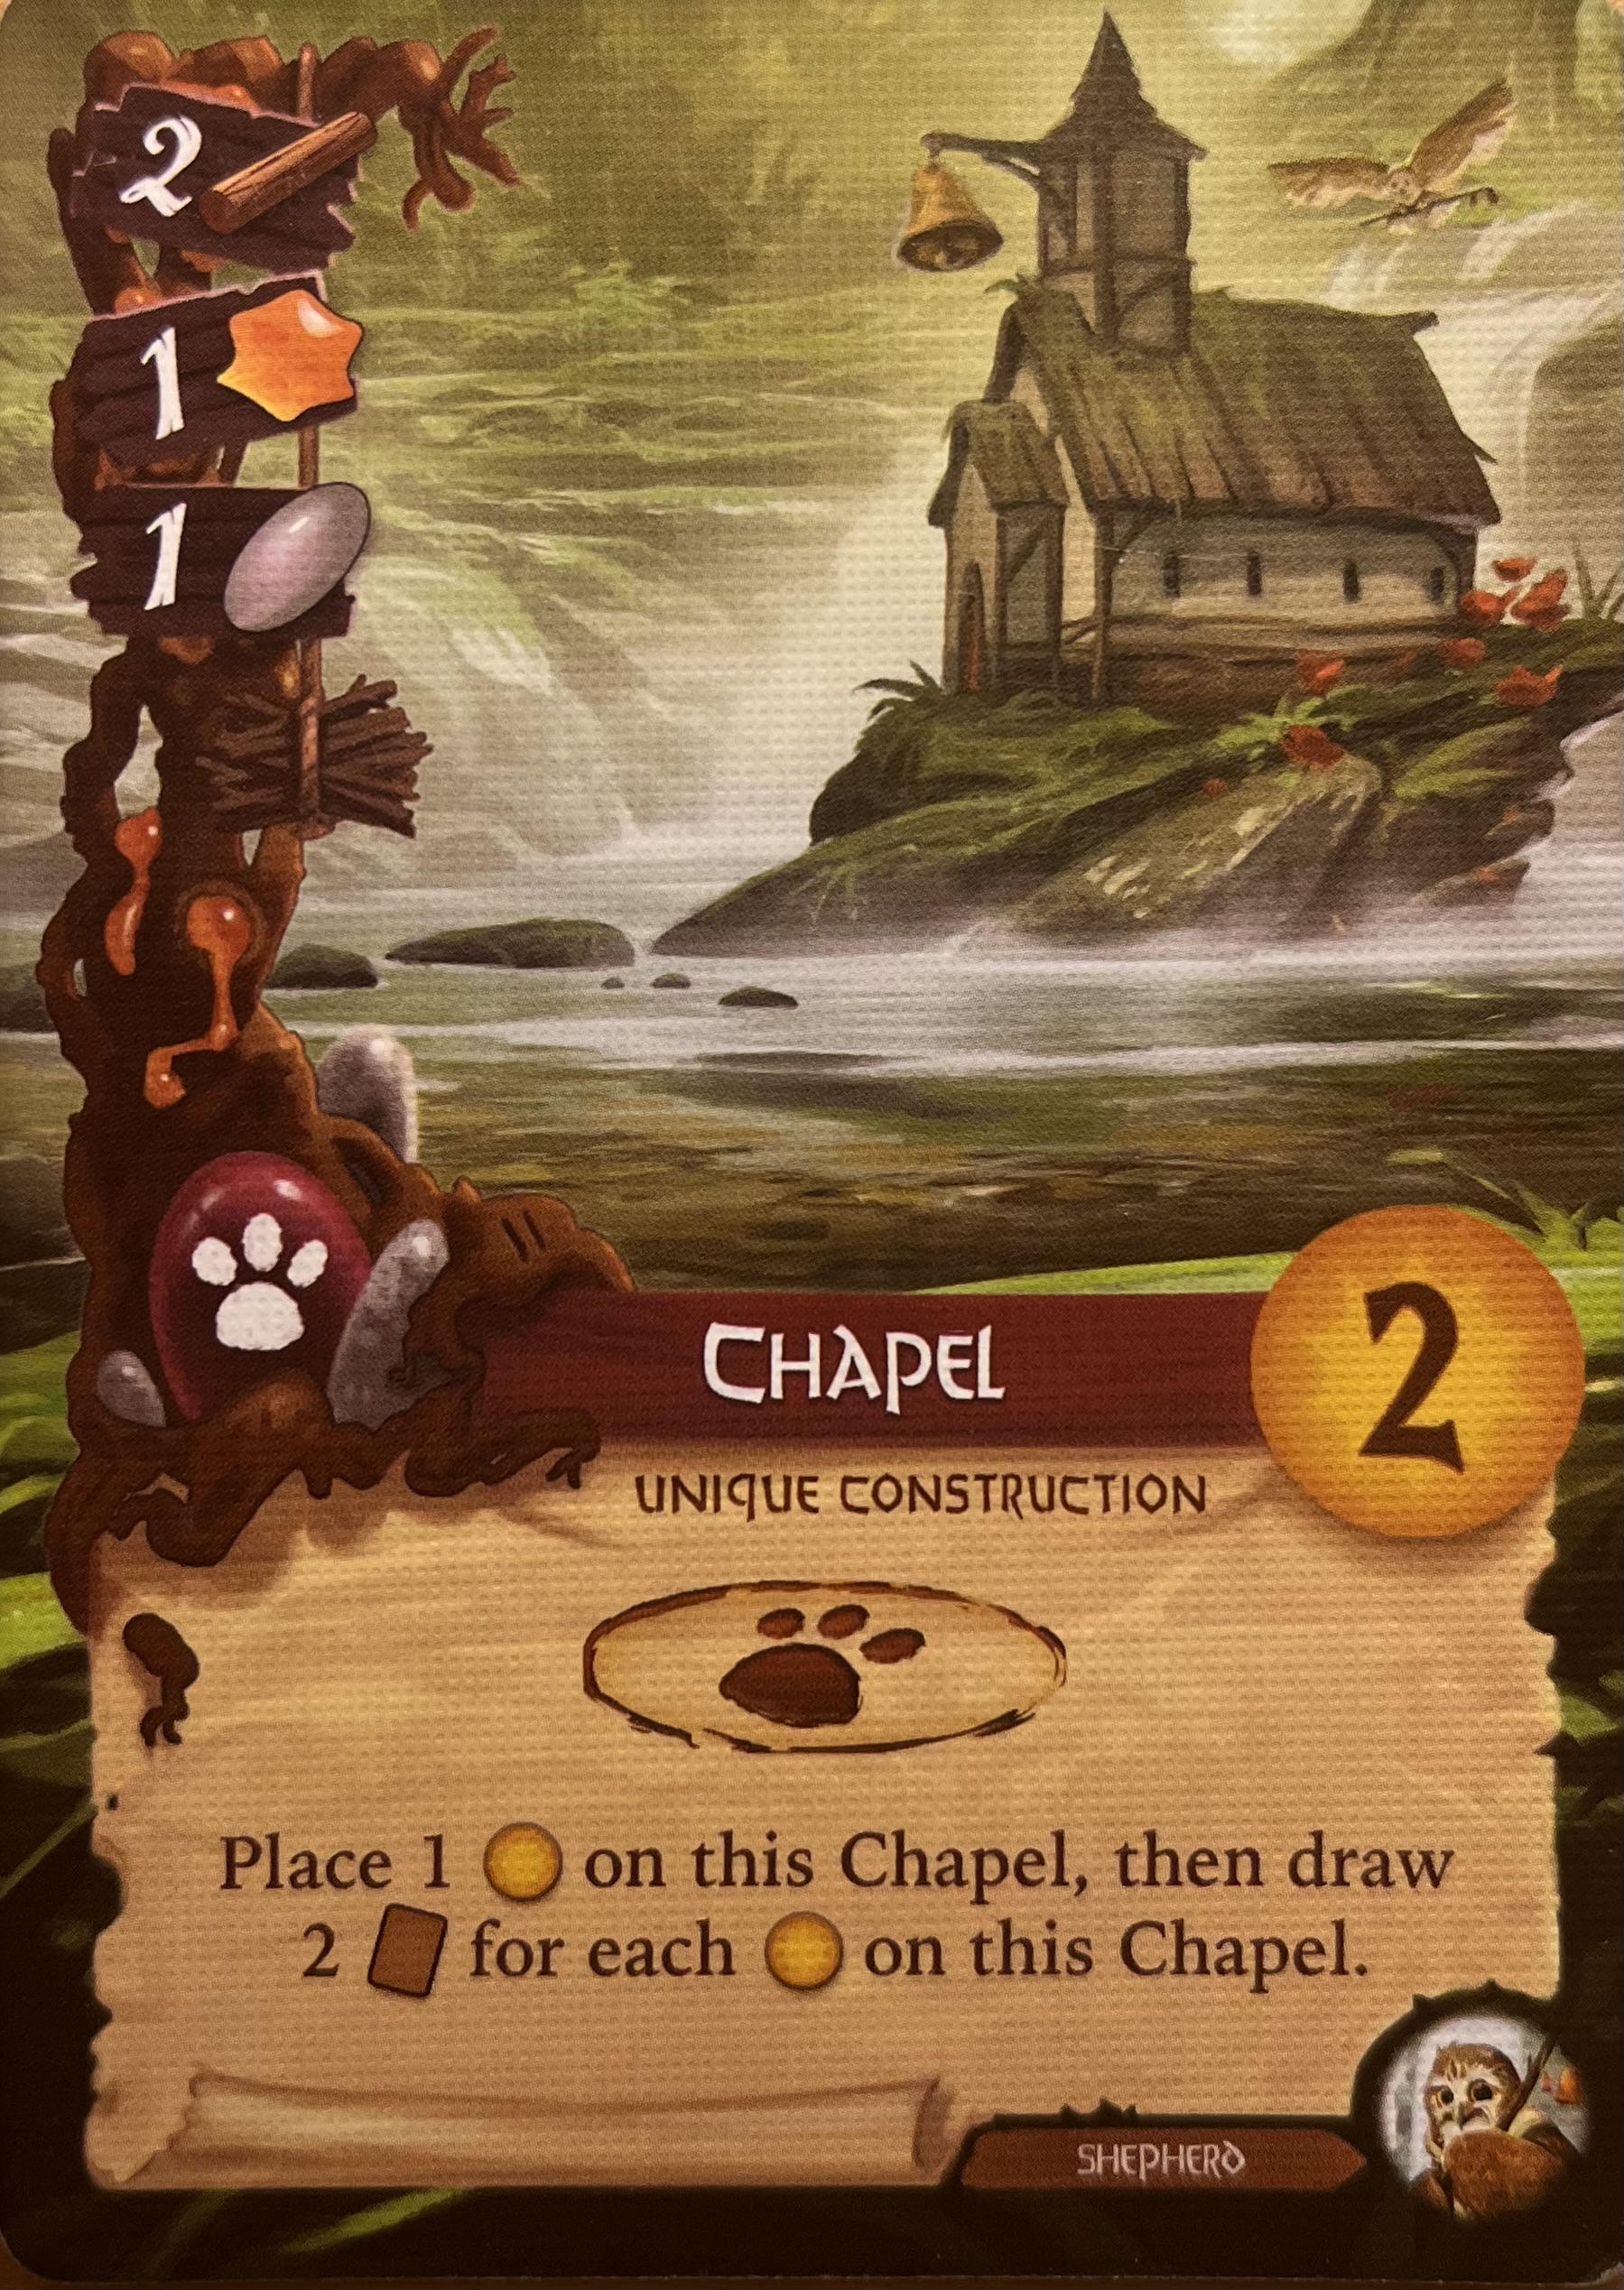 2
1
1
CHAPEL
2
UNIQUE CONSTRUCTION
Place 1 on this Chapel, then draw
2 for each on this Chapel.
SHEPHERD